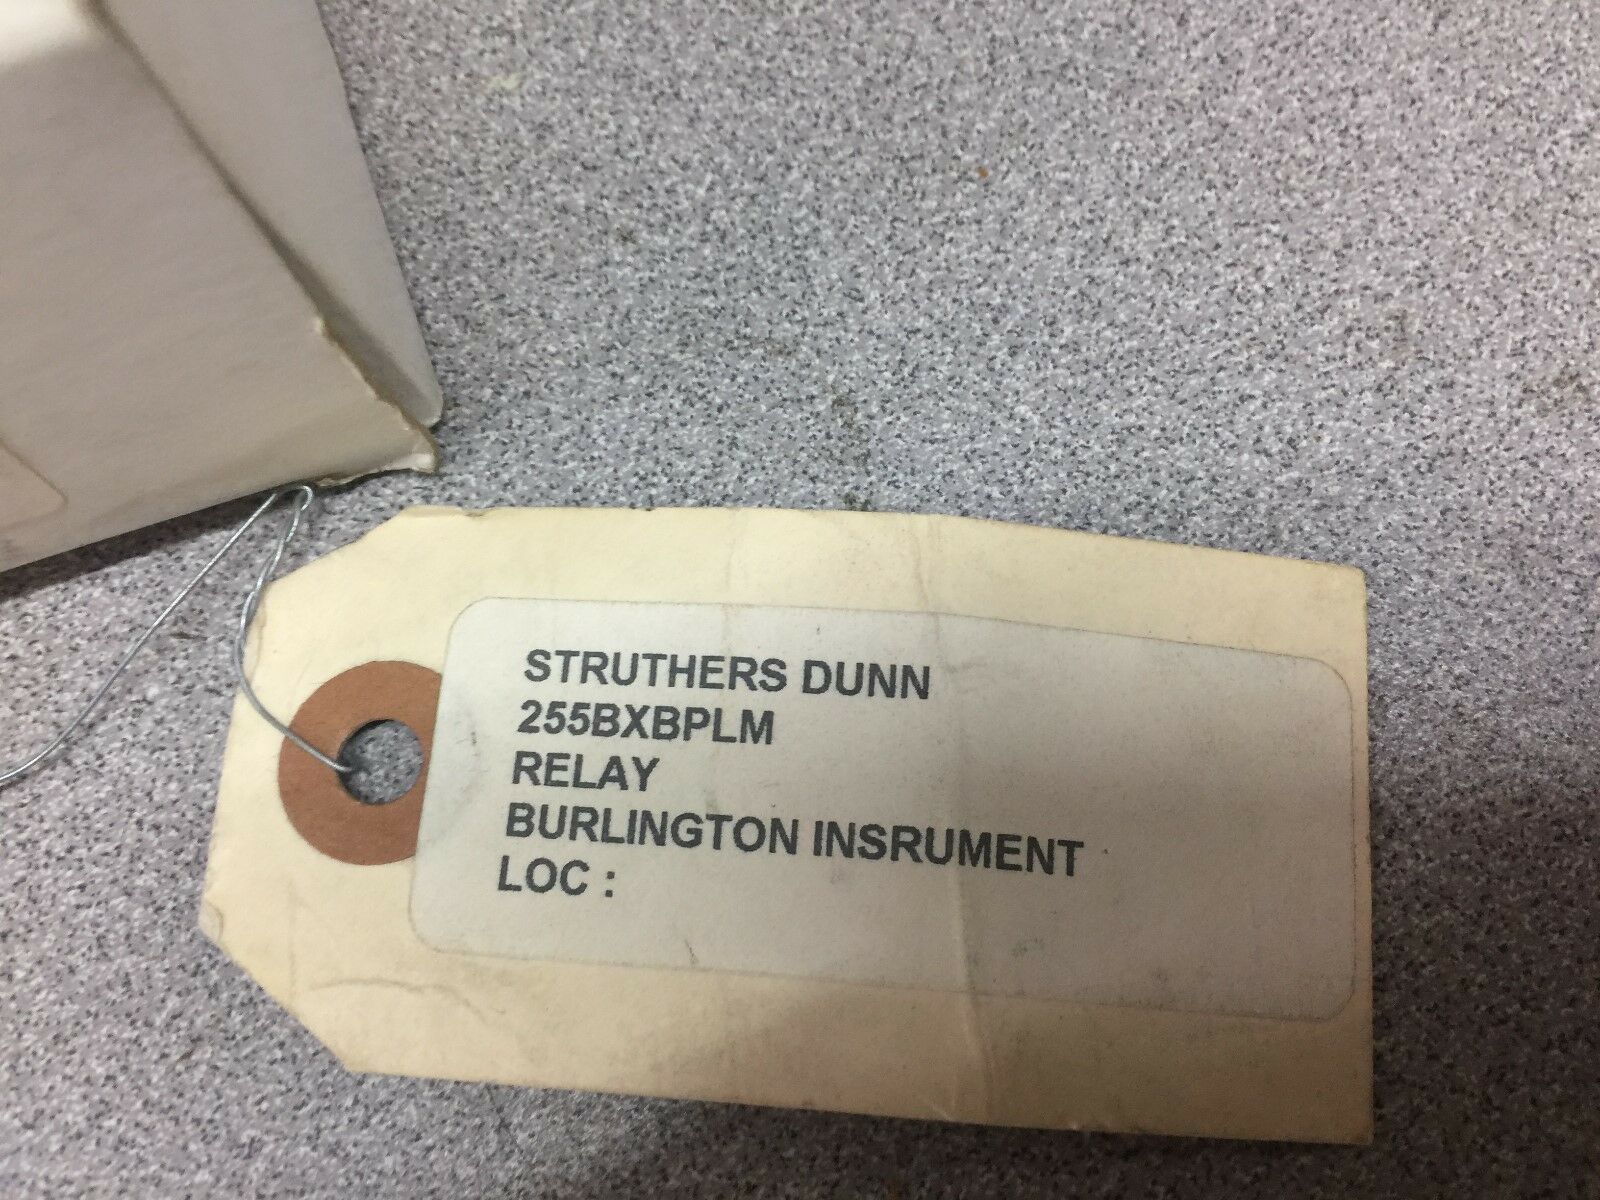 STRUTHERS DUNN
255BXBPLM
RELAY
BURLINGTON INSRUMENT
LOC :